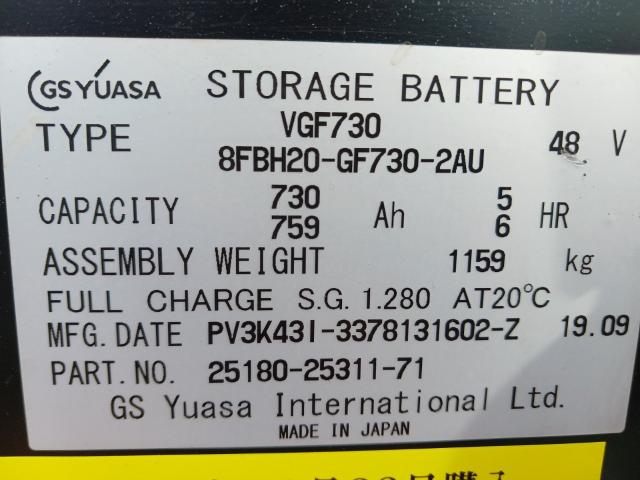 GS YUASA STORAGE BATTERY
TYPE VGF730 48 V
8FBH20-GF730-2AU
CAPACITY 730 Ah 5 HR
759 6
ASSEMBLY WEIGHT 1159 kg
FULL CHARGE S.G. 1.280 AT20°C
MFG. DATE PV3K43I-3378131602-Z 19.09
PART. NO. 25180-25311-71
GS Yuasa International Ltd.
MADE IN JAPAN